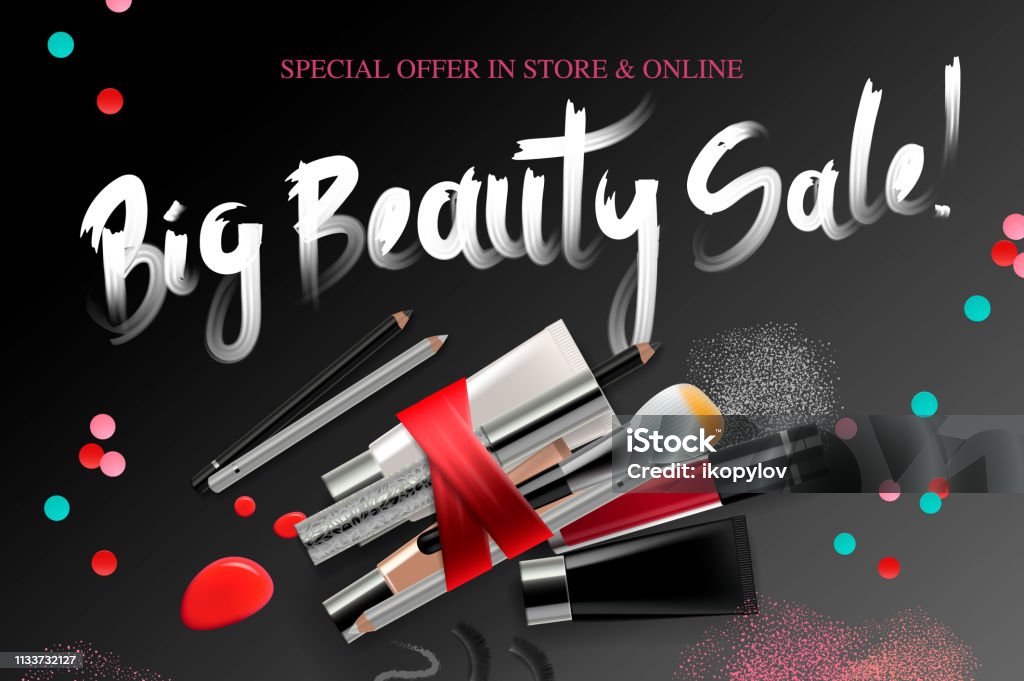 SPECIAL OFFER IN STORE & ONLINE
Big Beauty Sale!
iStock
Credit: ikopylov
1133732127